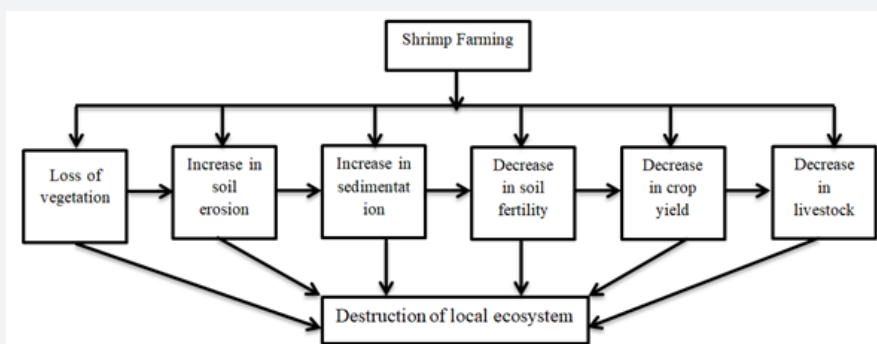 Shrimp Farming
Loss of
vegetation
Increase in
soil
erosion
Increase in
sedimentat
ion
Decrease
in soil
fertility
Decrease
in crop
yield
Decrease
in
livestock
Destruction of local ecosystem